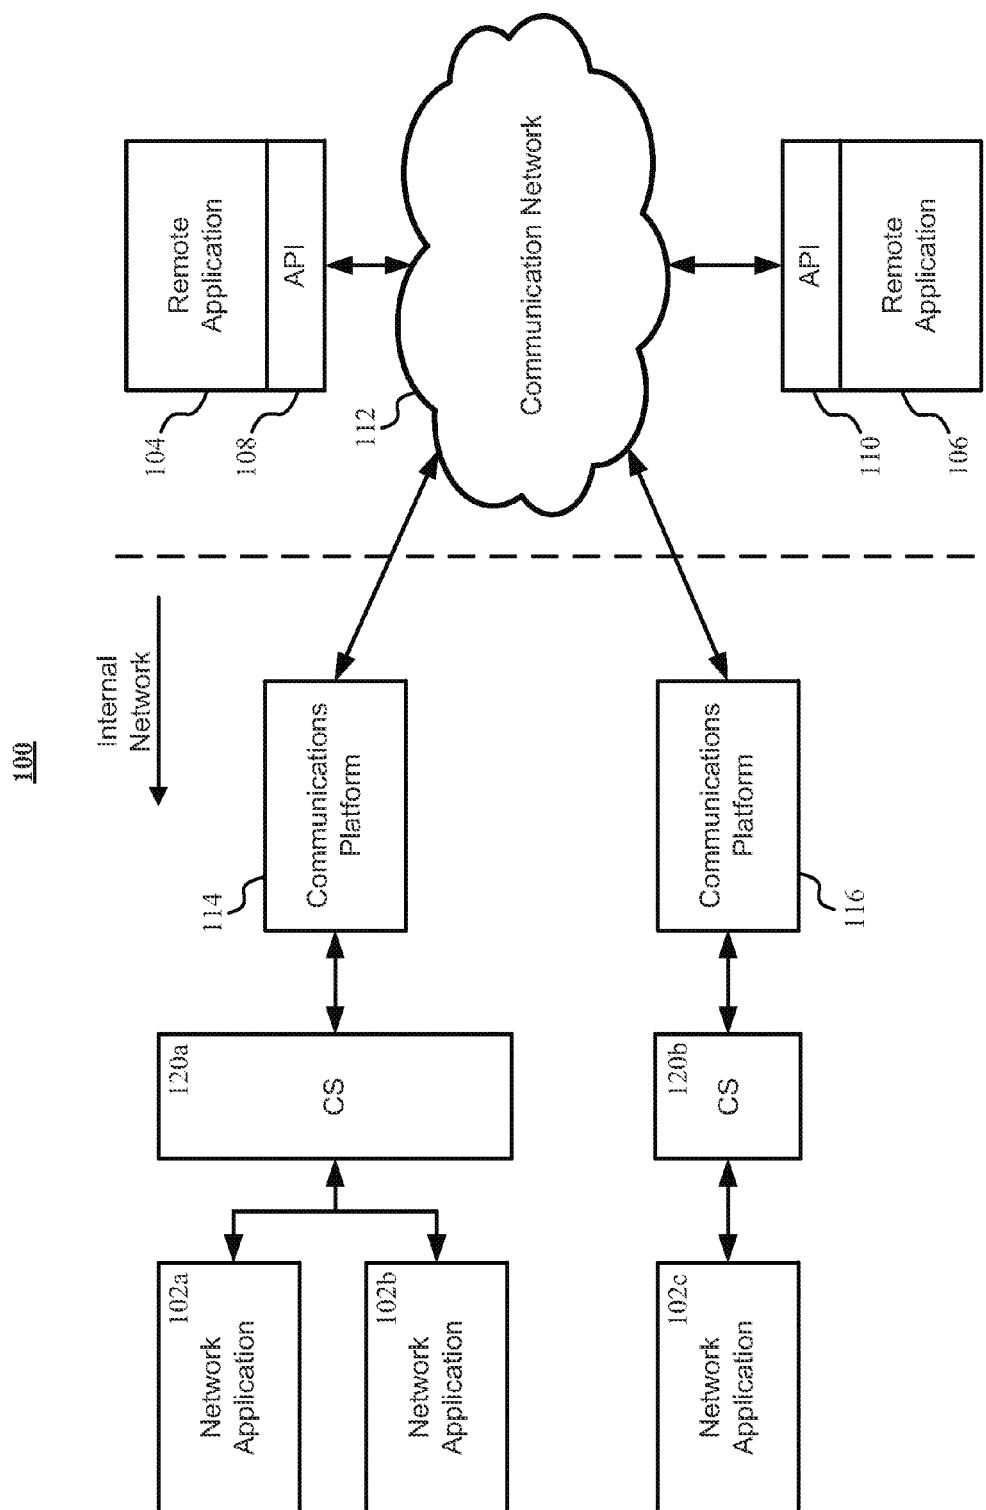 100
Internal
Network
Network
Application
102a
Network
Application
102b
Network
Application
102c
CS
120a
CS
120b
Communications
Platform
114
Communications
Platform
116
Communication Network
112
Remote
Application
104
API
108
API
110
Remote
Application
106